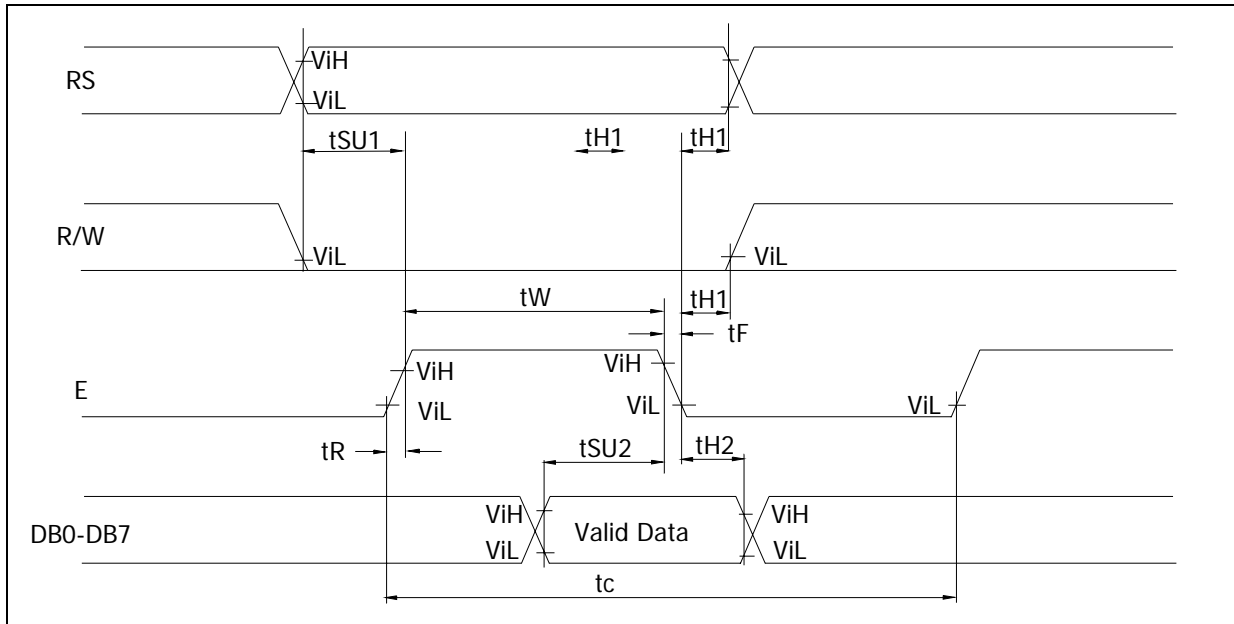 ViH
RS
ViL
tSU1 tH1 tH1
R/W
ViL ViL
tW tH1
tF
ViH ViH
E
ViL ViL ViL
tR tSU2 tH2
ViH ViH
DB0-DB7 Valid Data
ViL ViL
tc